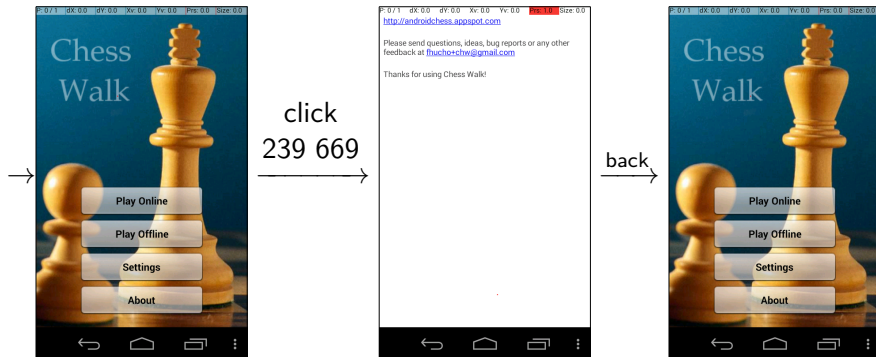 P: 0 / 1 dX: 0.0 dY: 0.0 Xv: 0.0 Yv: 0.0 Prs: 0.0 Size: 0.0
Chess
Walk
Play Online
Play Offline
Settings
About
click
239 669
P: 0 / 1 dX: 0.0 dY: 0.0 Xv: 0.0 Yv: 0.0 Prs: 1.0 Size: 0.0
http://androidchess.appspot.com
Please send questions, ideas, bug reports or any other
feedback at fhucho+chw@gmail.com
Thanks for using Chess Walk!
back
P: 0 / 1 dX: 0.0 dY: 0.0 Xv: 0.0 Yv: 0.0 Prs: 0.0 Size: 0.0
Chess
Walk
Play Online
Play Offline
Settings
About